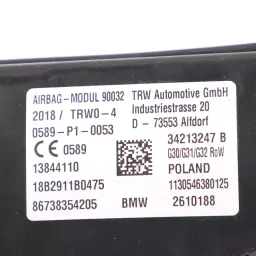 AIRBAG-MODUL 90032 TRW Automotive GmbH
2018/ TRWO-4 Industriestrasse 20
0589-P1-0053 D - 73553 Alfdorf
CE 0589 34213247 B
G30/G31/G32 RoW
13844110 POLAND
18B2911B0475 1130546380125
86738354205 BMW 2610188